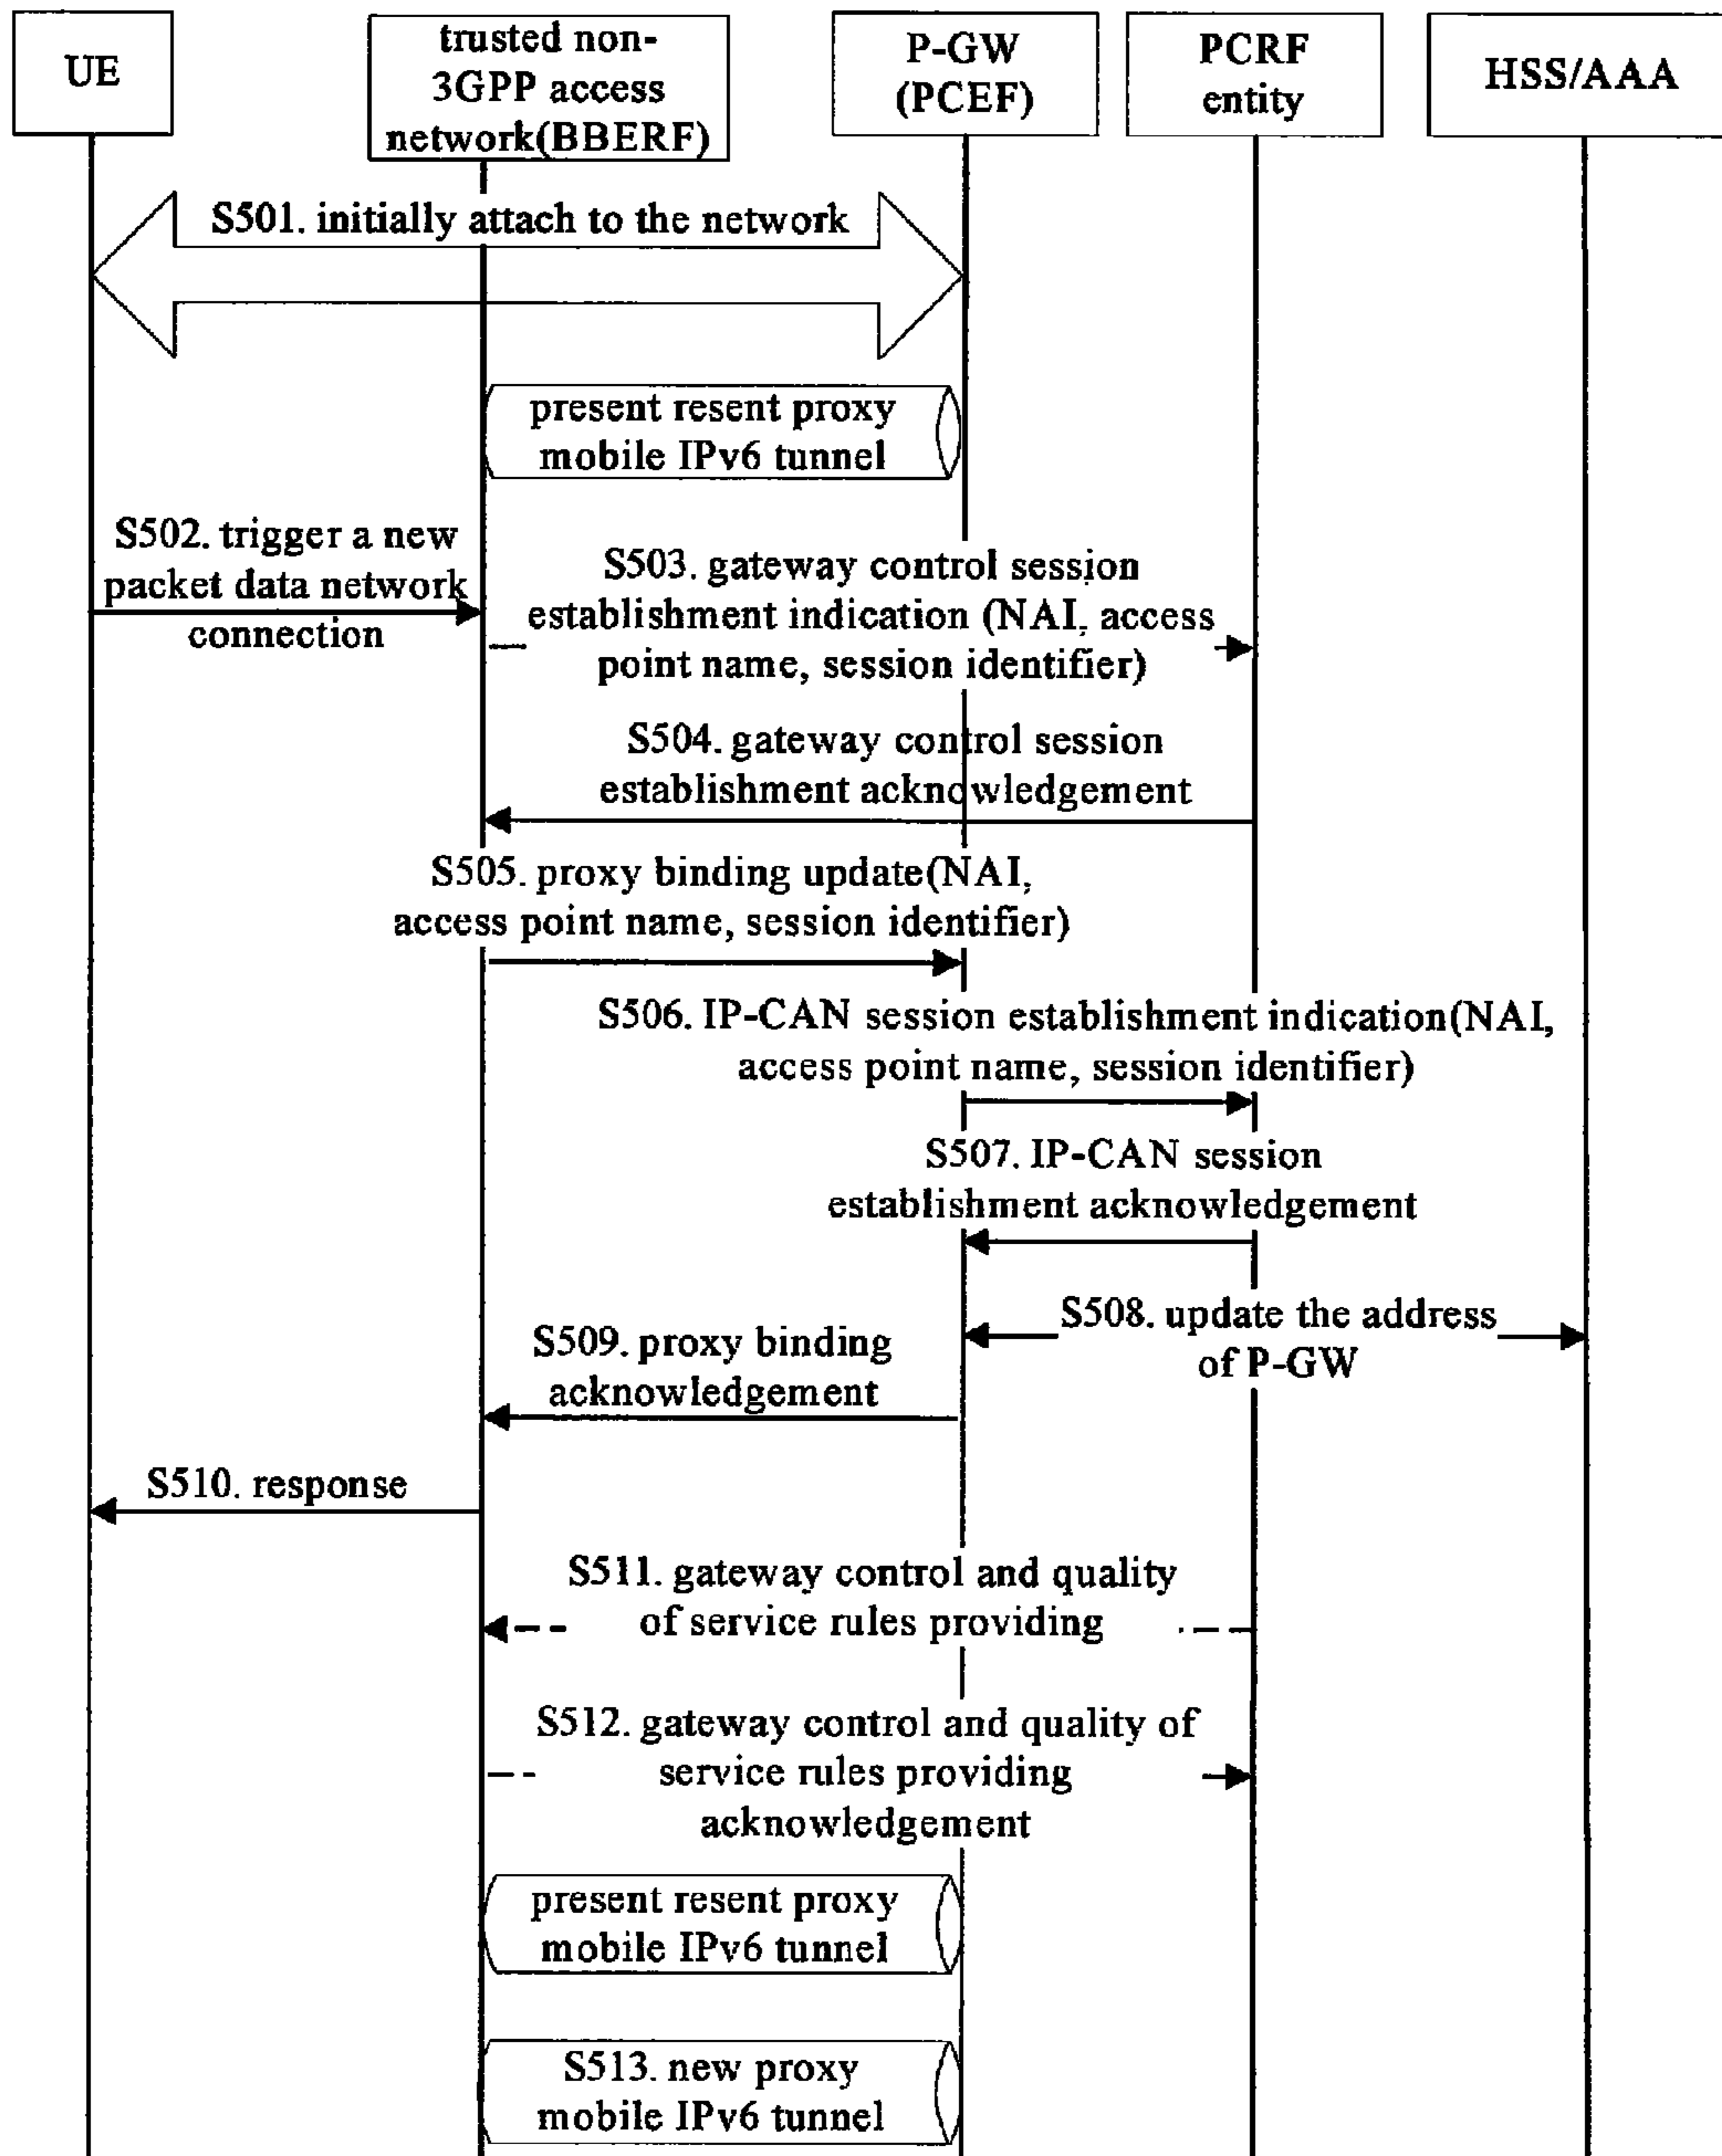 UE
trusted non-
3GPP access
network(BBERF)
P-GW
(PCEF)
PCRF
entity
HSS/AAA
S501. initially attach to the network
present resent proxy
mobile IPv6 tunnel
S502. trigger a new
packet data network
connection
S503. gateway control session
establishment indication (NAI, access
point name, session identifier)
S504. gateway control session
establishment acknowledgement
S505. proxy binding update(NAI,
access point name, session identifier)
S506. IP-CAN session establishment indication(NAI,
access point name, session identifier)
S507. IP-CAN session
establishment acknowledgement
S508. update the address
of P-GW
S509. proxy binding
acknowledgement
S510. response
S511. gateway control and quality
of service rules providing
S512. gateway control and quality of
service rules providing
acknowledgement
present resent proxy
mobile IPv6 tunnel
S513. new proxy
mobile IPv6 tunnel